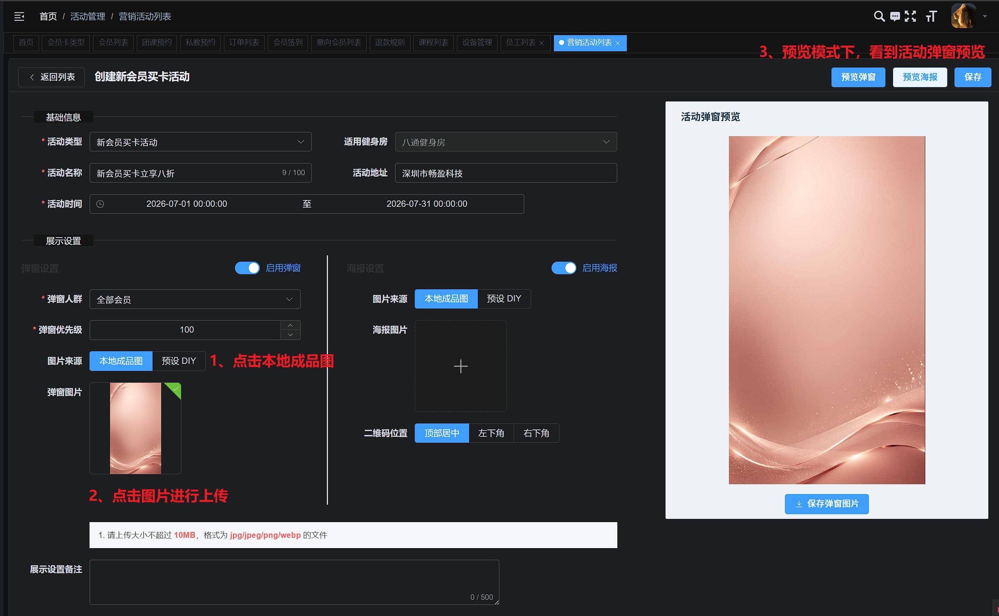 首页 / 活动管理 / 营销活动列表
首页 会员卡类型 会员列表 团课预约 私教预约 订单列表 会员签到 意向会员列表 退款规则 课程列表 设备管理 员工列表 营销活动列表
3、预览模式下，看到活动弹窗预览
返回列表 创建新会员买卡活动 预览弹窗 预览海报 保存
基础信息
* 活动类型 新会员买卡活动 适用健身房 八通健身房
* 活动名称 新会员买卡立享八折 9 / 100 活动地址 深圳市畅盈科技
* 活动时间 2026-07-01 00:00:00 至 2026-07-31 00:00:00
展示设置
弹窗设置 启用弹窗
* 弹窗人群 全部会员
* 弹窗优先级 100
图片来源 本地成品图 预设 DIY 1、点击本地成品图
弹窗图片
2、点击图片进行上传
海报设置 启用海报
图片来源 本地成品图 预设 DIY
海报图片
二维码位置 顶部居中 左下角 右下角
1. 请上传大小不超过 10MB，格式为 jpg/jpeg/png/webp 的文件
展示设置备注
0 / 500
活动弹窗预览
保存弹窗图片